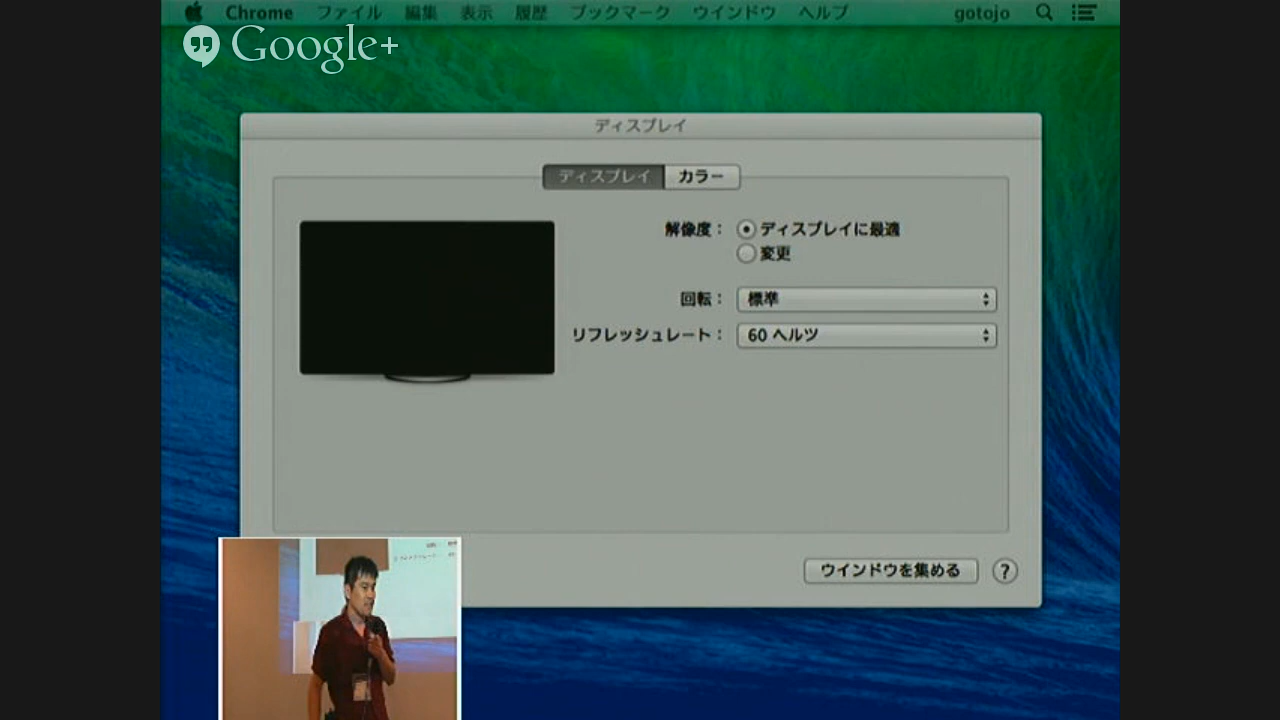 Chrome ファイル 編集 表示 履歴 ブックマーク ウインドウ ヘルプ gotojo
Google+
ディスプレイ
ディスプレイ カラー
解像度： ディスプレイに最適
変更
回転： 標準
リフレッシュレート： 60 ヘルツ
ウインドウを集める ?